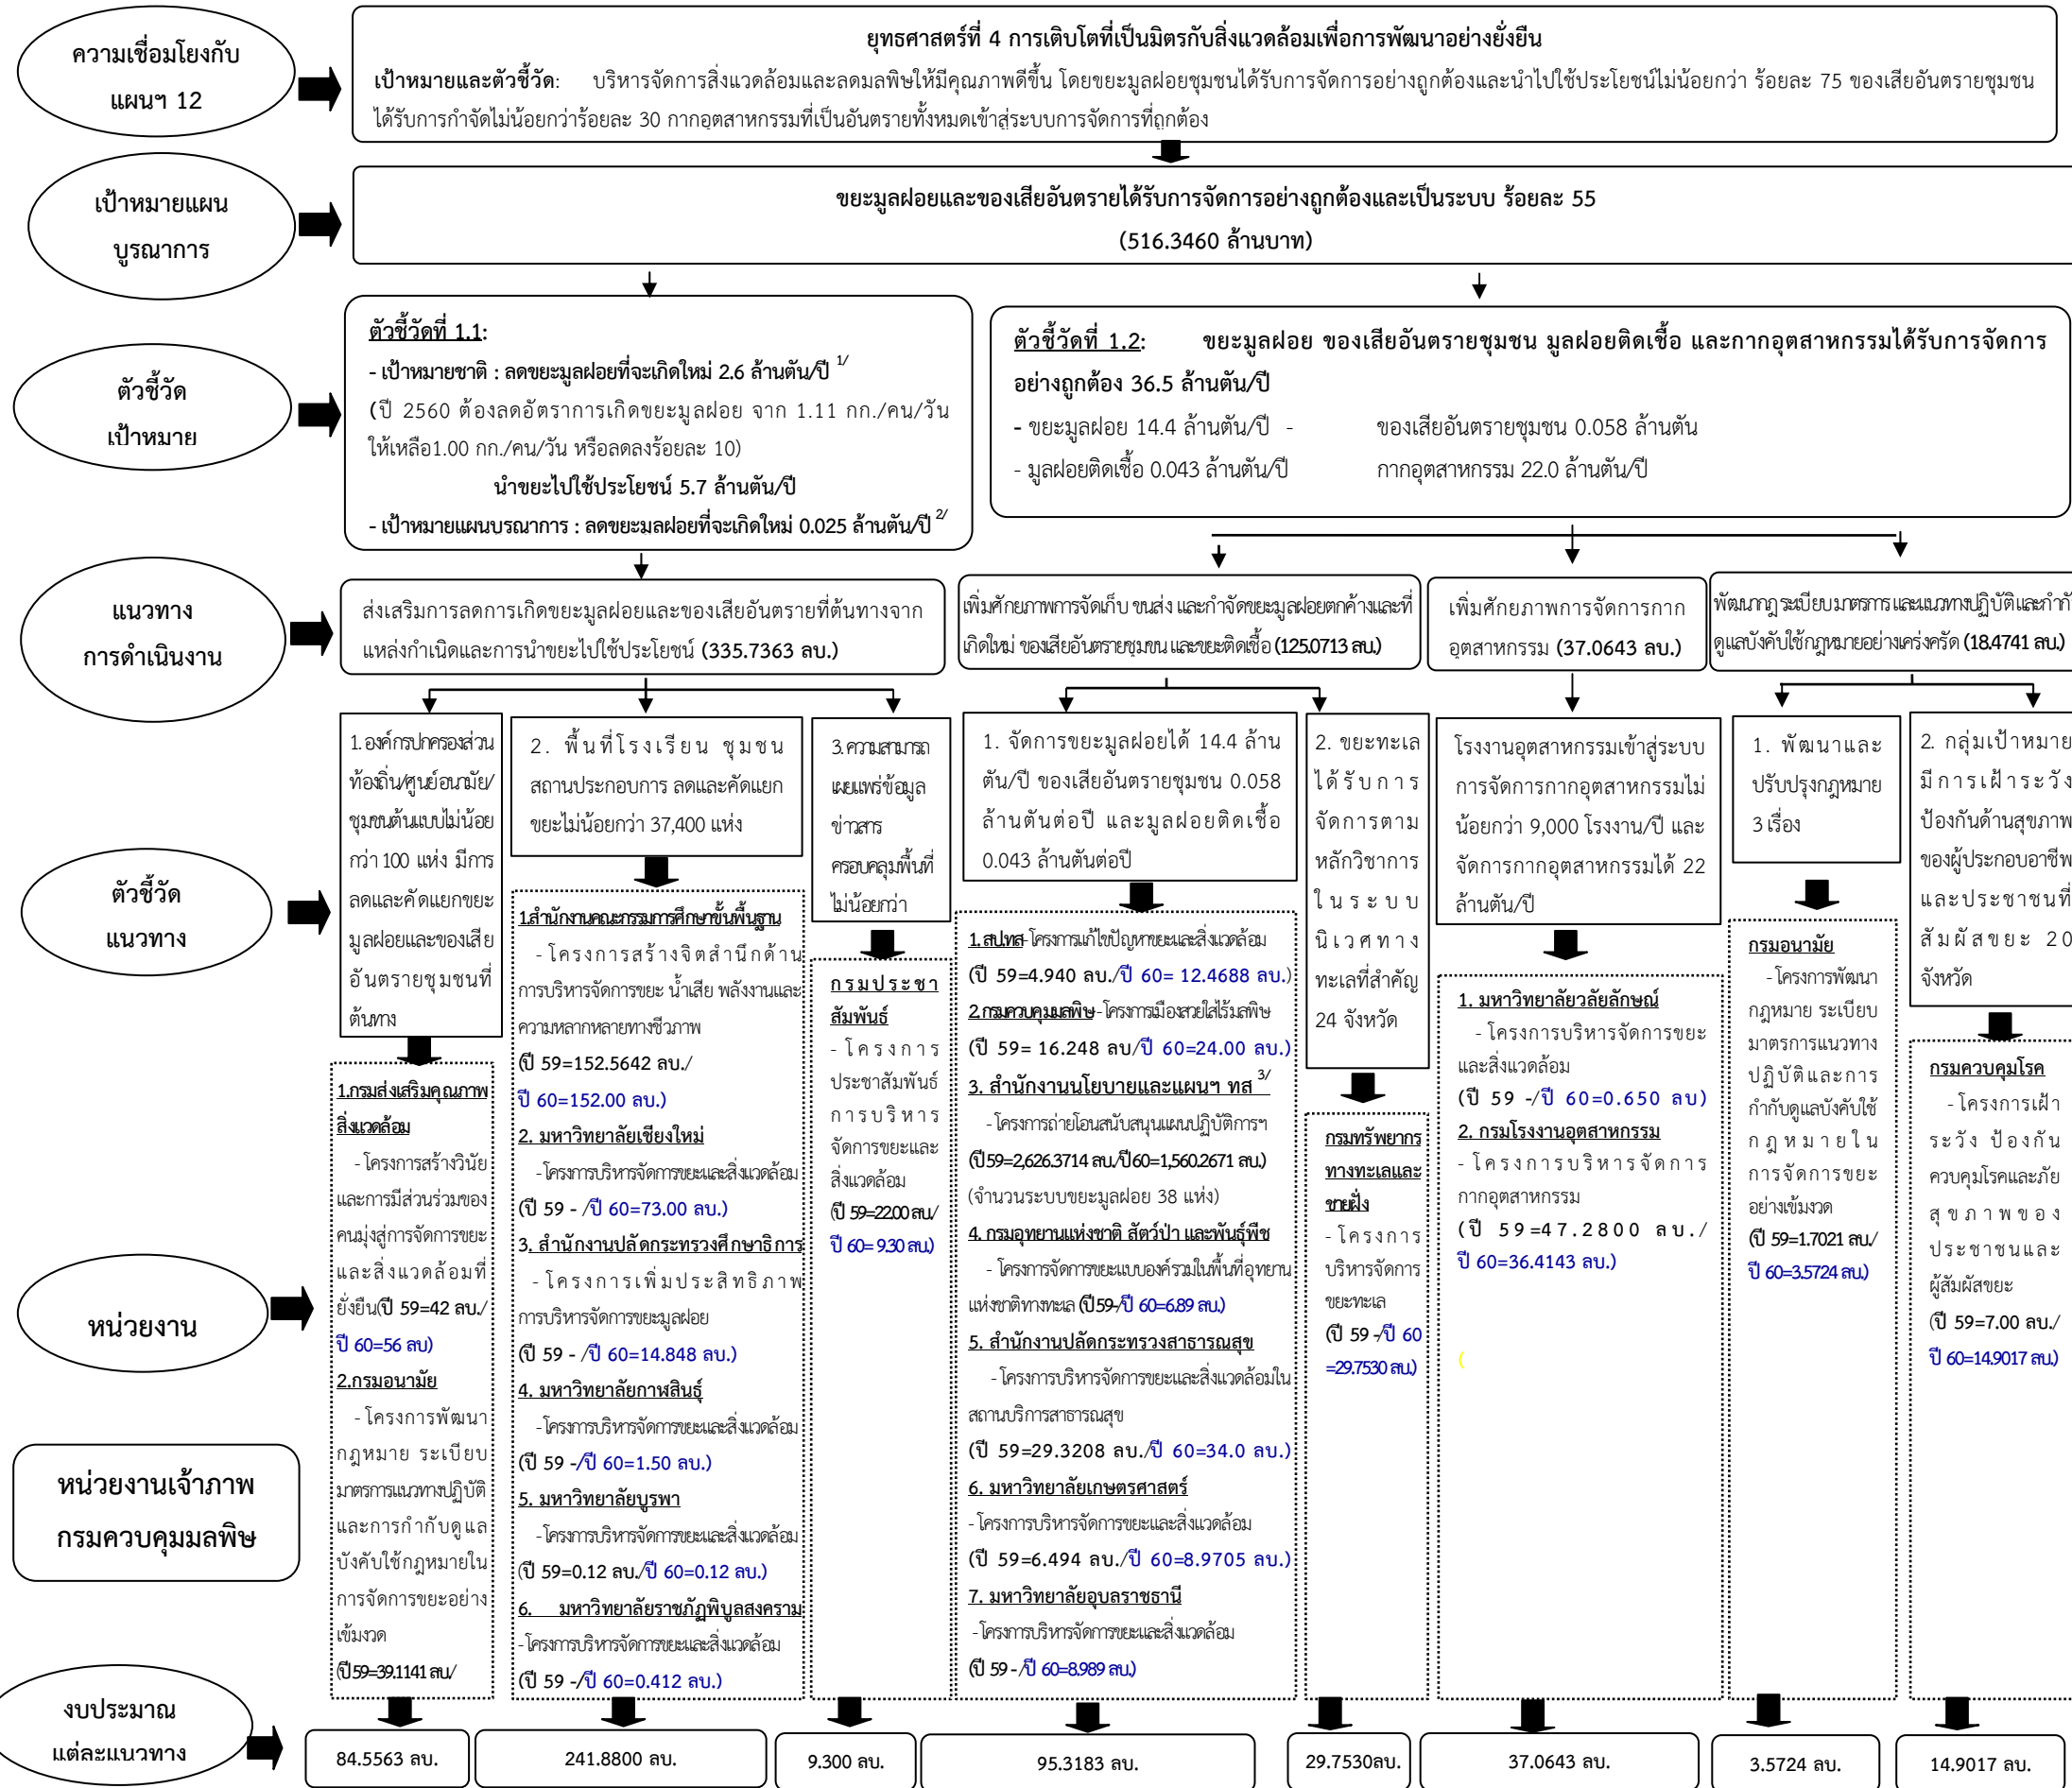 ความเชื่อมโยงกับ
แผนฯ 12
ยุทธศาสตร์ที่ 4 การเติบโตที่เป็นมิตรกับสิ่งแวดล้อมเพื่อการพัฒนาอย่างยั่งยืน
เป้าหมายและตัวชี้วัด: บริหารจัดการสิ่งแวดล้อมและลดมลพิษให้มีคุณภาพดีขึ้น โดยขยะมูลฝอยชุมชนได้รับการจัดการอย่างถูกต้องและนำไปใช้ประโยชน์ไม่น้อยกว่า ร้อยละ 75 ของเสียอันตรายชุมชน
ได้รับการกำจัดไม่น้อยกว่าร้อยละ 30 กากอุตสาหกรรมที่เป็นอันตรายทั้งหมดเข้าสู่ระบบการจัดการที่ถูกต้อง
เป้าหมายแผน
บูรณาการ
ขยะมูลฝอยและของเสียอันตรายได้รับการจัดการอย่างถูกต้องและเป็นระบบ ร้อยละ 55
(516.3460 ล้านบาท)
ตัวชี้วัด
เป้าหมาย
ตัวชี้วัดที่ 1.1:
- เป้าหมายชาติ : ลดขยะมูลฝอยที่จะเกิดใหม่ 2.6 ล้านตัน/ปี 1/
(ปี 2560 ต้องลดอัตราการเกิดขยะมูลฝอย จาก 1.11 กก./คน/วัน
ให้เหลือ1.00 กก./คน/วัน หรือลดลงร้อยละ 10)
นำขยะไปใช้ประโยชน์ 5.7 ล้านตัน/ปี
- เป้าหมายแผนบูรณาการ : ลดขยะมูลฝอยที่จะเกิดใหม่ 0.025 ล้านตัน/ปี 2/
ตัวชี้วัดที่ 1.2: ขยะมูลฝอย ของเสียอันตรายชุมชน มูลฝอยติดเชื้อ และกากอุตสาหกรรมได้รับการจัดการ
อย่างถูกต้อง 36.5 ล้านตัน/ปี
- ขยะมูลฝอย 14.4 ล้านตัน/ปี - ของเสียอันตรายชุมชน 0.058 ล้านตัน
- มูลฝอยติดเชื้อ 0.043 ล้านตัน/ปี กากอุตสาหกรรม 22.0 ล้านตัน/ปี
แนวทาง
การดำเนินงาน
ส่งเสริมการลดการเกิดขยะมูลฝอยและของเสียอันตรายที่ต้นทางจาก
แหล่งกำเนิดและการนำขยะไปใช้ประโยชน์ (335.7363 ลบ.)
เพิ่มศักยภาพการจัดเก็บ ขนส่ง และกำจัดขยะมูลฝอยตกค้างและที่
เกิดใหม่ ของเสียอันตรายชุมชน และขยะติดเชื้อ (125.0713 ลบ.)
เพิ่มศักยภาพการจัดการกาก
อุตสาหกรรม (37.0643 ลบ.)
พัฒนากฎ ระเบียบ มาตรการ และแนวทางปฏิบัติและกำกับ
ดูแลบังคับใช้กฎหมายอย่างเคร่งครัด (18.4741 ลบ.)
ตัวชี้วัด
แนวทาง
1. องค์กรปกครองส่วน
ท้องถิ่น/ศูนย์อนามัย/
ชุมชนต้นแบบไม่น้อย
กว่า 100 แห่ง มีการ
ลดและคัดแยกขยะ
มูลฝอยและของเสีย
อันตรายชุมชนที่
ต้นทาง
2. พื้นที่โรงเรียน ชุมชน
สถานประกอบการ ลดและคัดแยก
ขยะไม่น้อยกว่า 37,400 แห่ง
3. ความสามารถ
เผยแพร่ข้อมูล
ข่าวสาร
ครอบคลุมพื้นที่
ไม่น้อยกว่า
1. จัดการขยะมูลฝอยได้ 14.4 ล้าน
ตัน/ปี ของเสียอันตรายชุมชน 0.058
ล้านตันต่อปี และมูลฝอยติดเชื้อ
0.043 ล้านตันต่อปี
2. ขยะทะเล
ได้รับการ
จัดการตาม
หลักวิชาการ
ในระบบ
นิเวศทาง
ทะเลที่สำคัญ
24 จังหวัด
โรงงานอุตสาหกรรมเข้าสู่ระบบ
การจัดการกากอุตสาหกรรมไม่
น้อยกว่า 9,000 โรงงาน/ปี และ
จัดการกากอุตสาหกรรมได้ 22
ล้านตัน/ปี
1. พัฒนาและ
ปรับปรุงกฎหมาย
3 เรื่อง
2. กลุ่มเป้าหมาย
มีการเฝ้าระวัง
ป้องกันด้านสุขภาพ
ของผู้ประกอบอาชีพ
และประชาชนที่
สัมผัสขยะ 20
จังหวัด
หน่วยงาน
1.กรมส่งเสริมคุณภาพ
สิ่งแวดล้อม
- โครงการสร้างวินัย
และการมีส่วนร่วมของ
คนมุ่งสู่การจัดการขยะ
และสิ่งแวดล้อมที่
ยั่งยืน(ปี 59=42 ลบ./
ปี 60=56 ลบ)
2.กรมอนามัย
- โครงการพัฒนา
กฎหมาย ระเบียบ
มาตรการแนวทางปฏิบัติ
และการกำกับดูแล
บังคับใช้กฎหมายใน
การจัดการขยะอย่าง
เข้มงวด
(ปี 59=39.1141 ลบ./
1.สำนักงานคณะกรรมการศึกษาขั้นพื้นฐาน
- โครงการสร้างจิตสำนึกด้าน
การบริหารจัดการขยะ น้ำเสีย พลังงานและ
ความหลากหลายทางชีวภาพ
(ปี 59=152.5642 ลบ./
ปี 60=152.00 ลบ.)
2. มหาวิทยาลัยเชียงใหม่
- โครงการบริหารจัดการขยะและสิ่งแวดล้อม
(ปี 59 - /ปี 60=73.00 ลบ.)
3. สำนักงานปลัดกระทรวงศึกษาธิการ
- โครงการเพิ่มประสิทธิภาพ
การบริหารจัดการขยะมูลฝอย
(ปี 59 - /ปี 60=14.848 ลบ.)
4. มหาวิทยาลัยกาฬสินธุ์
- โครงการบริหารจัดการขยะและสิ่งแวดล้อม
(ปี 59 -/ปี 60=1.50 ลบ.)
5. มหาวิทยาลัยบูรพา
- โครงการบริหารจัดการขยะและสิ่งแวดล้อม
(ปี 59=0.12 ลบ./ปี 60=0.12 ลบ.)
6. มหาวิทยาลัยราชภัฏพิบูลสงคราม
- โครงการบริหารจัดการขยะและสิ่งแวดล้อม
(ปี 59 -/ปี 60=0.412 ลบ.)
กรมประชา
สัมพันธ์
- โครงการ
ประชาสัมพันธ์
การบริหาร
จัดการขยะและ
สิ่งแวดล้อม
(ปี 59=22.00 ลบ./
ปี 60= 9.30 ลบ.)
1. สปทส-โครงการแก้ไขปัญหาขยะและสิ่งแวดล้อม
(ปี 59=4.940 ลบ./ปี 60= 12.4688 ลบ.)
2.กรมควบคุมมลพิษ-โครงการเมืองสวยใสไร้มลพิษ
(ปี 59= 16.248 ลบ/ปี 60=24.00 ลบ.)
3. สำนักงานนโยบายและแผนฯ ทส 3/
- โครงการถ่ายโอนสนับสนุนแผนปฏิบัติการฯ
(ปี59=2,626.3714 ลบ./ปี60=1,560.2671 ลบ.)
(จำนวนระบบขยะมูลฝอย 38 แห่ง)
4. กรมอุทยานแห่งชาติ สัตว์ป่า และพันธุ์พืช
- โครงการจัดการขยะแบบองค์รวมในพื้นที่อุทยาน
แห่งชาติทางทะเล (ปี59-/ปี 60=6.89 ลบ.)
5. สำนักงานปลัดกระทรวงสาธารณสุข
- โครงการบริหารจัดการขยะและสิ่งแวดล้อมใน
สถานบริการสาธารณสุข
(ปี 59=29.3208 ลบ./ปี 60=34.0 ลบ.)
6. มหาวิทยาลัยเกษตรศาสตร์
- โครงการบริหารจัดการขยะและสิ่งแวดล้อม
(ปี 59=6.494 ลบ./ปี 60=8.9705 ลบ.)
7. มหาวิทยาลัยอุบลราชธานี
- โครงการบริหารจัดการขยะและสิ่งแวดล้อม
(ปี 59 - /ปี 60=8.989 ลบ.)
กรมทรัพยากร
ทางทะเลและ
ชายฝั่ง
- โครงการ
บริหารจัดการ
ขยะทะเล
(ปี 59 -/ปี 60
=29.7530 ลบ.)
1. มหาวิทยาลัยวลัยลักษณ์
- โครงการบริหารจัดการขยะ
และสิ่งแวดล้อม
(ปี 59 -/ปี 60=0.650 ลบ)
2. กรมโรงงานอุตสาหกรรม
- โครงการบริหารจัดการ
กากอุตสาหกรรม
(ปี 59=47.2800 ลบ./
ปี 60=36.4143 ลบ.)
(
กรมอนามัย
- โครงการพัฒนา
กฎหมาย ระเบียบ
มาตรการแนวทาง
ปฏิบัติและการ
กำกับดูแลบังคับใช้
กฎหมายใน
การจัดการขยะ
อย่างเข้มงวด
(ปี 59=1.7021 ลบ./
ปี 60=3.5724 ลบ.)
กรมควบคุมโรค
- โครงการเฝ้า
ระวัง ป้องกัน
ควบคุมโรคและภัย
สุขภาพของ
ประชาชนและ
ผู้สัมผัสขยะ
(ปี 59=7.00 ลบ./
ปี 60=14.9017 ลบ.)
หน่วยงานเจ้าภาพ
กรมควบคุมมลพิษ
งบประมาณ
แต่ละแนวทาง
84.5563 ลบ.
241.8800 ลบ.
9.300 ลบ.
95.3183 ลบ.
29.7530ลบ.
37.0643 ลบ.
3.5724 ลบ.
14.9017 ลบ.